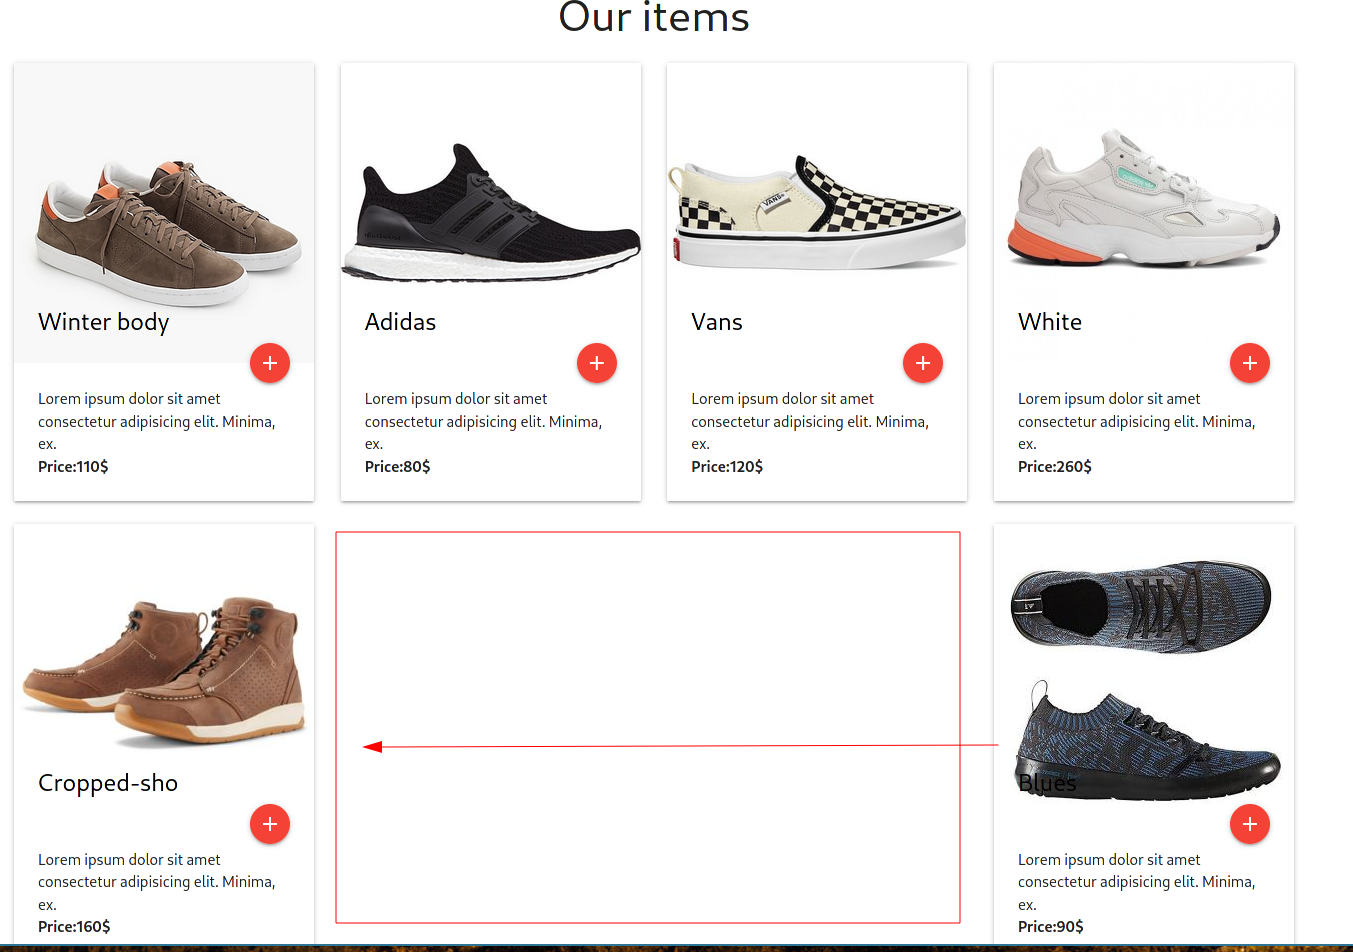 Our items
Winter body
Lorem ipsum dolor sit amet
consectetur adipisicing elit. Minima,
ex.
Price:110$
Adidas
Lorem ipsum dolor sit amet
consectetur adipisicing elit. Minima,
ex.
Price:80$
VANS
Vans
Lorem ipsum dolor sit amet
consectetur adipisicing elit. Minima,
ex.
Price:120$
White
Lorem ipsum dolor sit amet
consectetur adipisicing elit. Minima,
ex.
Price:260$
Cropped-sho
Lorem ipsum dolor sit amet
consectetur adipisicing elit. Minima,
ex.
Price:160$
Blues
Lorem ipsum dolor sit amet
consectetur adipisicing elit. Minima,
ex.
Price:90$